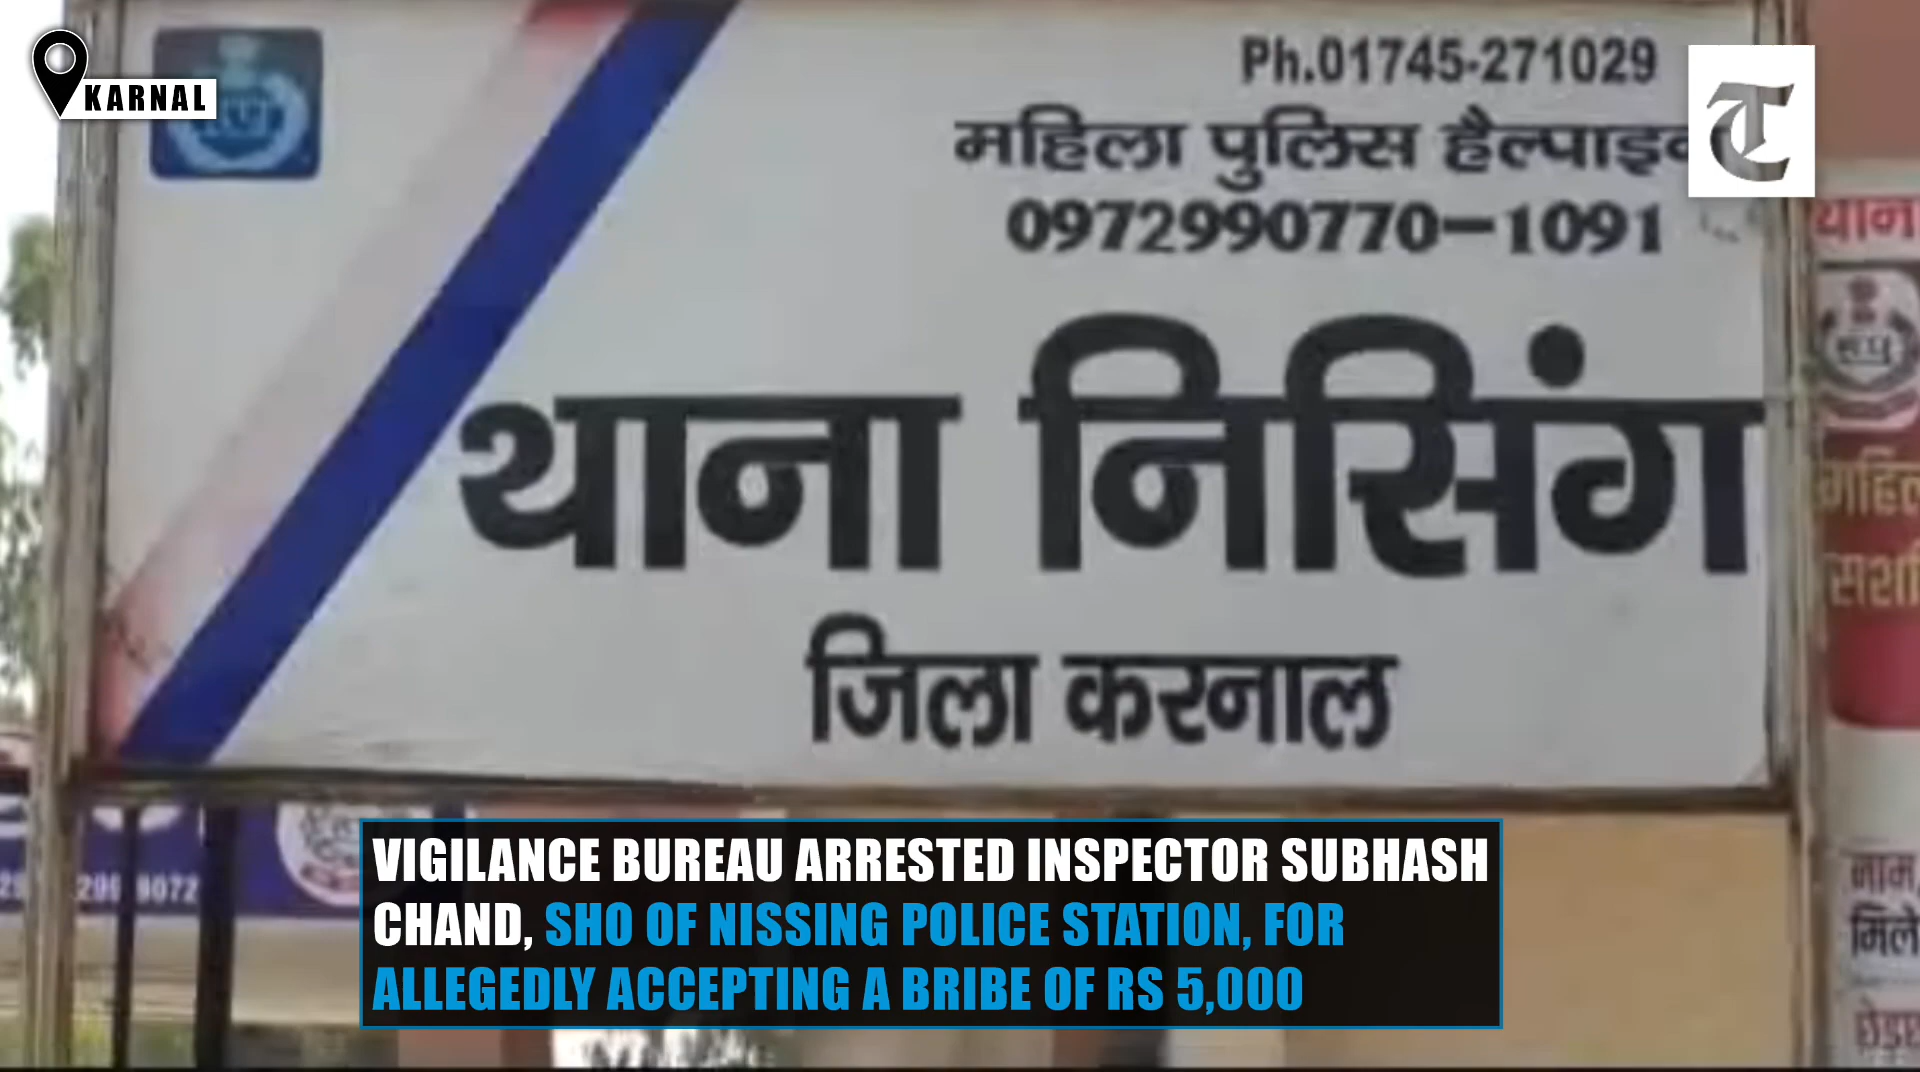 KARNAL
Ph.01745-271029
महिला पुलिस
0972990770-1091
थाना निसिंग
जिला करनाल
VIGILANCE BUREAU ARRESTED INSPECTOR SUBHASH
CHAND, SHO OF NISSING POLICE STATION, FOR
ALLEGEDLY ACCEPTING A BRIBE OF RS 5,000
नाम